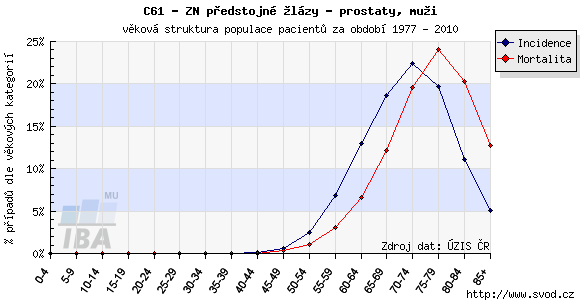 C61 - ZN předstojné žlázy - prostaty, muži
věková struktura populace pacientů za období 1977 - 2010
% případů dle věkových kategorií
25%
20%
15%
10%
5%
0%
Incidence
Mortalita
MU
IBA
Zdroj dat: ÚZIS ČR
0-4
5-9
10-14
15-19
20-24
25-29
30-34
35-39
40-44
45-49
50-54
55-59
60-64
65-69
70-74
75-79
80-84
85+
http://www.svod.cz